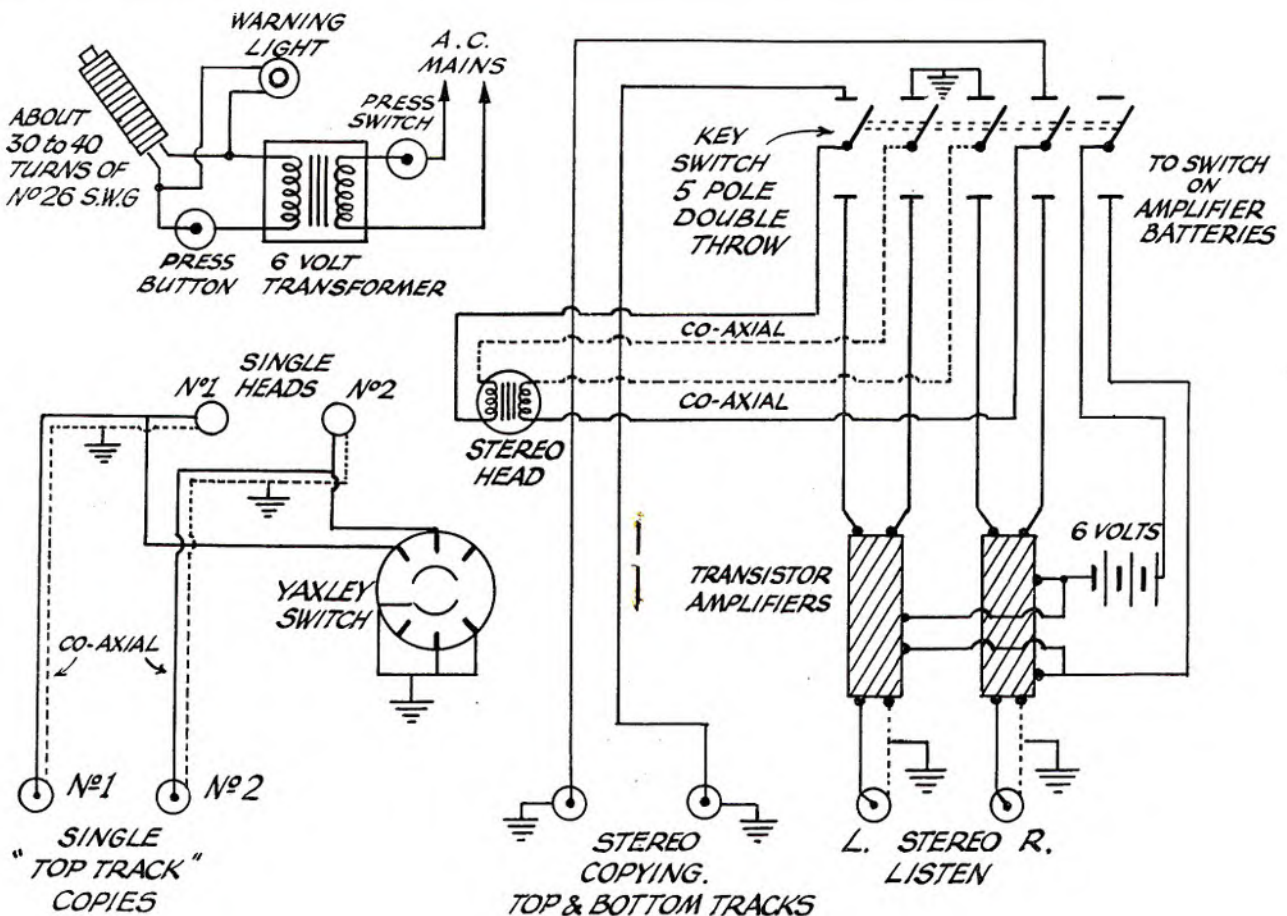 WARNING
LIGHT
A.C.
MAINS
PRESS
SWITCH
ABOUT
30 to 40
TURNS OF
Nº26 S.W.G
PRESS
BUTTON
6 VOLT
TRANSFORMER
KEY
SWITCH
5 POLE
DOUBLE
THROW
TO SWITCH
ON
AMPLIFIER
BATTERIES
CO-AXIAL
CO-AXIAL
STEREO
HEAD
SINGLE
HEADS
Nº1
Nº2
YAXLEY
SWITCH
CO-AXIAL
Nº1
Nº2
SINGLE
"TOP TRACK"
COPIES
TRANSISTOR
AMPLIFIERS
6 VOLTS
STEREO
COPYING.
TOP & BOTTOM TRACKS
L. STEREO R.
LISTEN